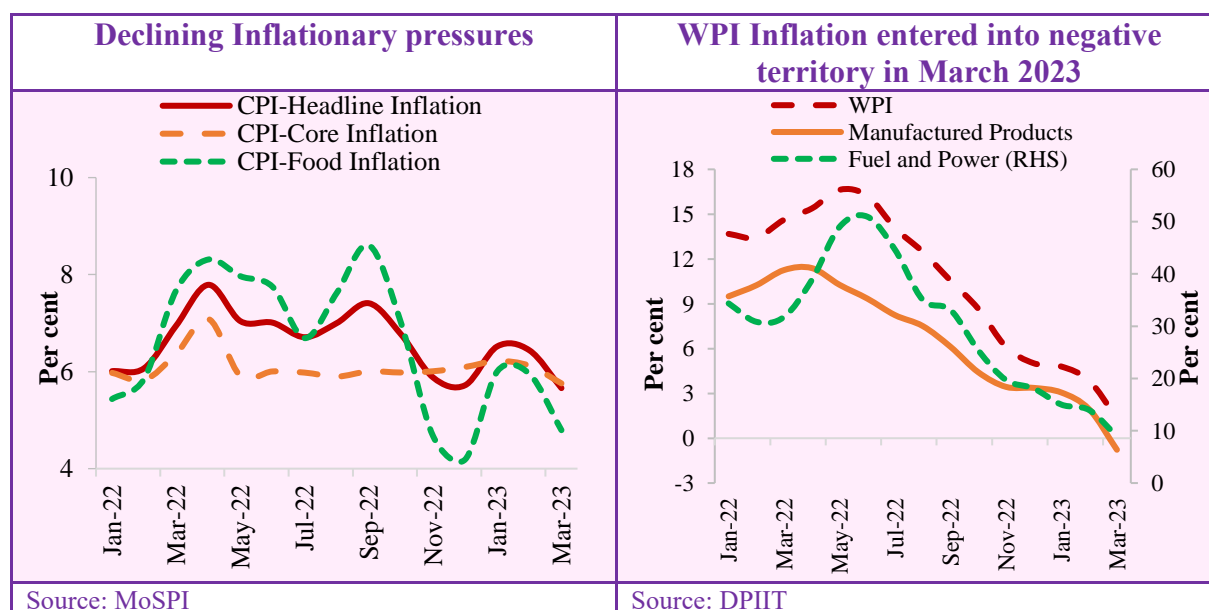 Declining Inflationary pressures
CPI-Headline Inflation
CPI-Core Inflation
CPI-Food Inflation
Per cent
10
8
6
4
Jan-22
Mar-22
May-22
Jul-22
Sep-22
Nov-22
Jan-23
Mar-23
Source: MoSPI
WPI Inflation entered into negative
territory in March 2023
WPI
Manufactured Products
Fuel and Power (RHS)
Per cent
18
15
12
9
6
3
0
-3
60
50
40
30
20
10
0
Per cent
Jan-22
Mar-22
May-22
Jul-22
Sep-22
Nov-22
Jan-23
Mar-23
Source: DPIIT